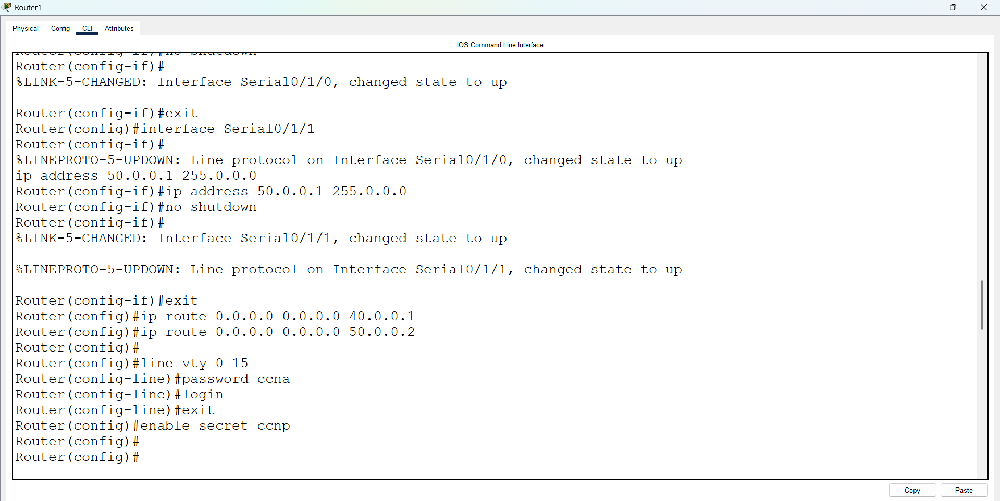 Router1
Physical Config CLI Attributes
IOS Command Line Interface
Router(config-if)#no shutdown
Router(config-if)#
%LINK-5-CHANGED: Interface Serial0/1/0, changed state to up
Router(config-if)#exit
Router(config)#interface Serial0/1/1
Router(config-if)#
%LINEPROTO-5-UPDOWN: Line protocol on Interface Serial0/1/0, changed state to up
ip address 50.0.0.1 255.0.0.0
Router(config-if)#ip address 50.0.0.1 255.0.0.0
Router(config-if)#no shutdown
Router(config-if)#
%LINK-5-CHANGED: Interface Serial0/1/1, changed state to up
%LINEPROTO-5-UPDOWN: Line protocol on Interface Serial0/1/1, changed state to up
Router(config-if)#exit
Router(config)#ip route 0.0.0.0 0.0.0.0 40.0.0.1
Router(config)#ip route 0.0.0.0 0.0.0.0 50.0.0.2
Router(config)#
Router(config)#line vty 0 15
Router(config-line)#password ccna
Router(config-line)#login
Router(config-line)#exit
Router(config)#enable secret ccnp
Router(config)#
Router(config)#
Copy Paste